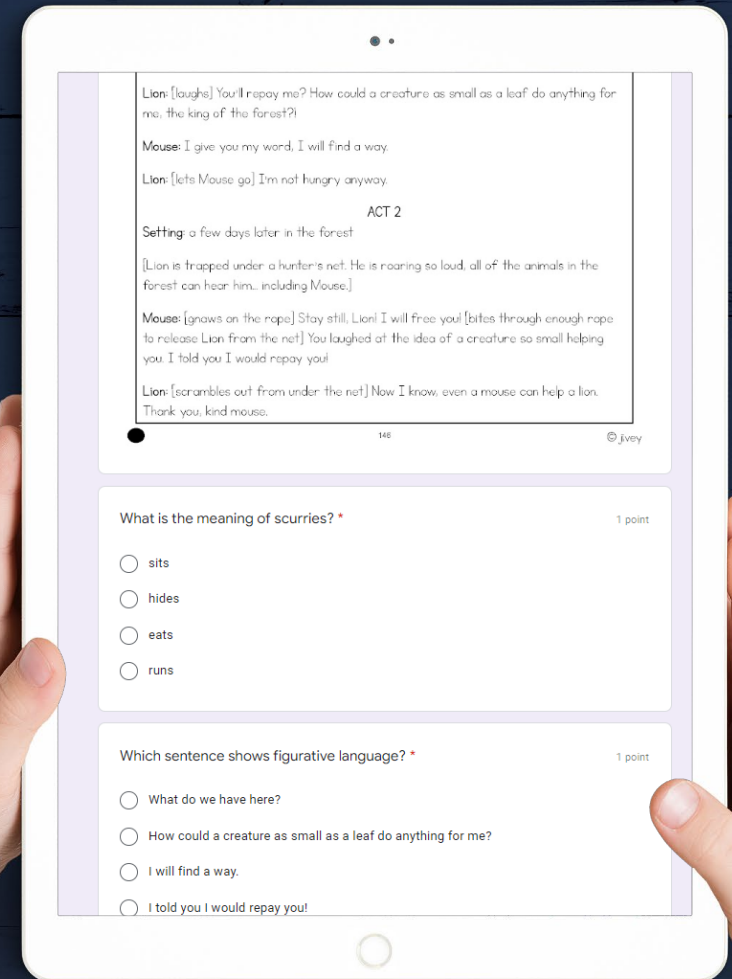 Lion: [laughs] You'll repay me? How could a creature as small as a leaf do anything for
me, the king of the forest?!
Mouse: I give you my word, I will find a way.
Lion: [lets Mouse go] I'm not hungry anyway.
ACT 2
Setting: a few days later in the forest
[Lion is trapped under a hunter's net. He is roaring so loud, all of the animals in the
forest can hear him... including Mouse.]
Mouse: [gnaws on the rope] Stay still, Lion! I will free you! [bites through enough rope
to release Lion from the net] You laughed at the idea of a creature so small helping
you. I told you I would repay you!
Lion: [scrambles out from under the net] Now I know, even a mouse can help a lion.
Thank you, kind mouse.
148 © jivey
What is the meaning of scurries? * 1 point
sits
hides
eats
runs
Which sentence shows figurative language? * 1 point
What do we have here?
How could a creature as small as a leaf do anything for me?
I will find a way.
I told you I would repay you!